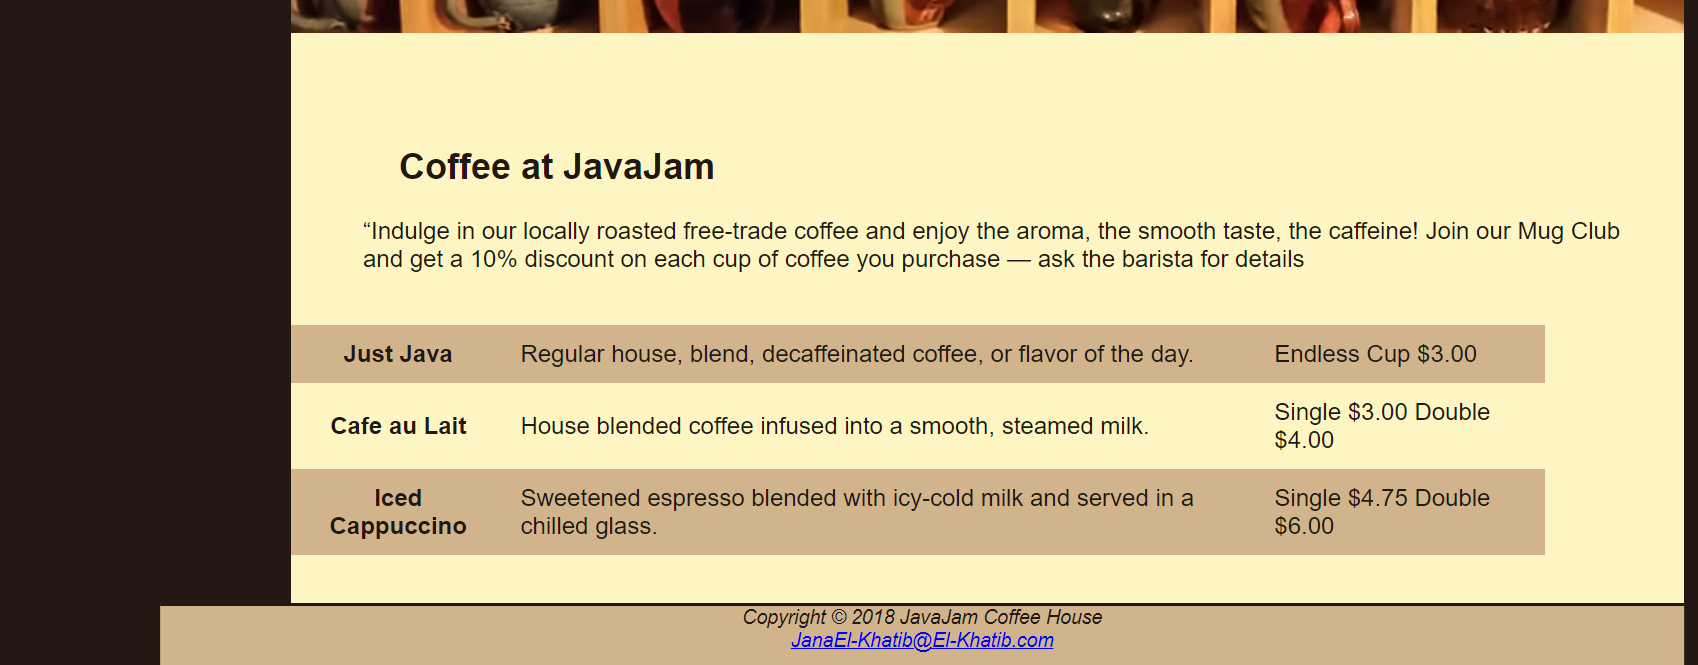 Coffee at JavaJam
“Indulge in our locally roasted free-trade coffee and enjoy the aroma, the smooth taste, the caffeine! Join our Mug Club
and get a 10% discount on each cup of coffee you purchase — ask the barista for details
Just Java Regular house, blend, decaffeinated coffee, or flavor of the day. Endless Cup $3.00
Cafe au Lait House blended coffee infused into a smooth, steamed milk. Single $3.00 Double
$4.00
Iced Sweetened espresso blended with icy-cold milk and served in a Single $4.75 Double
Cappuccino chilled glass. $6.00
Copyright © 2018 JavaJam Coffee House
JanaEl-Khatib@El-Khatib.com